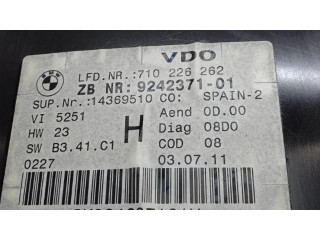 BMW
VDO
LFD.NR.:710 226 262
ZB NR: 9242371-01
SUP.Nr:14369510 CO: SPAIN-2
VI 5251 Aend 0D.00
HW 23 H Diag 08D0
SW B3.41.C1 COD 08
0227 03.07.11